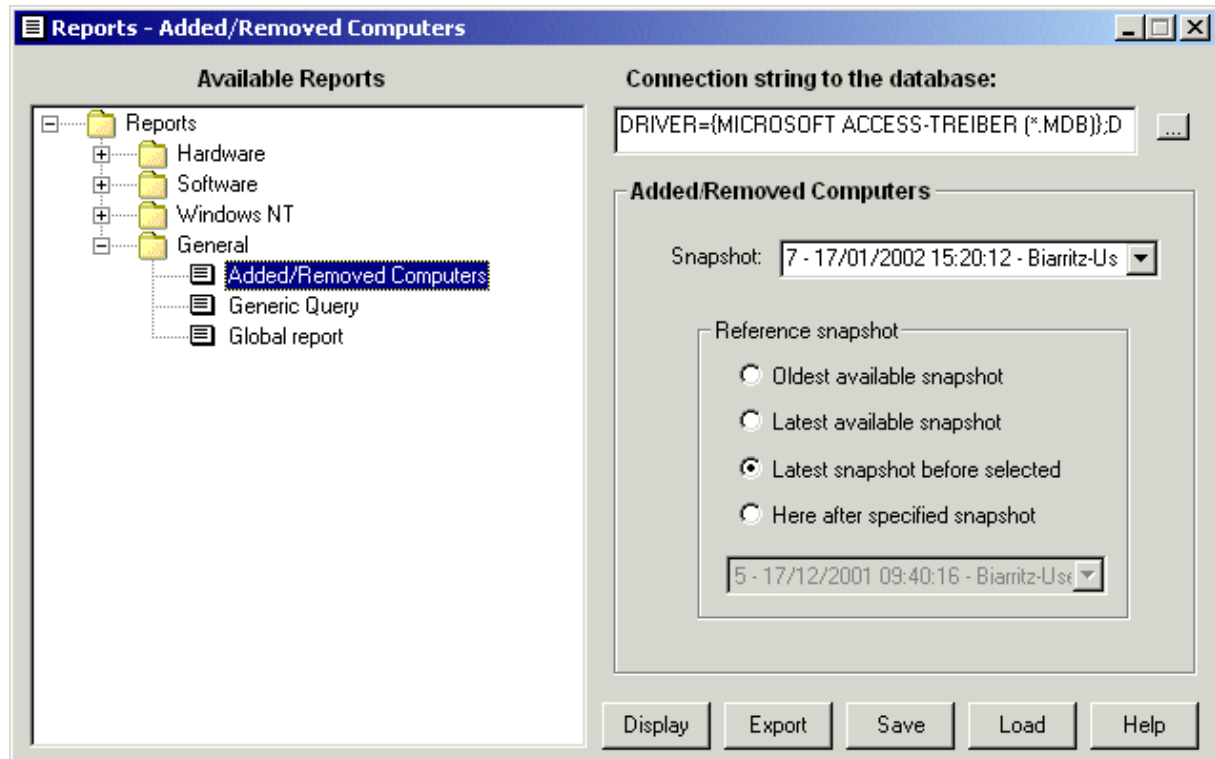 Reports - Added/Removed Computers
Available Reports
Reports
Hardware
Software
Windows NT
General
Added/Removed Computers
Generic Query
Global report
Connection string to the database:
DRIVER={MICROSOFT ACCESS-TREIBER (*.MDB)};D
...
Added/Removed Computers
Snapshot: 7 - 17/01/2002 15:20:12 - Biarritz-Us
Reference snapshot
Oldest available snapshot
Latest available snapshot
Latest snapshot before selected
Here after specified snapshot
5 - 17/12/2001 09:40:16 - Biarritz-Use
Display Export Save Load Help